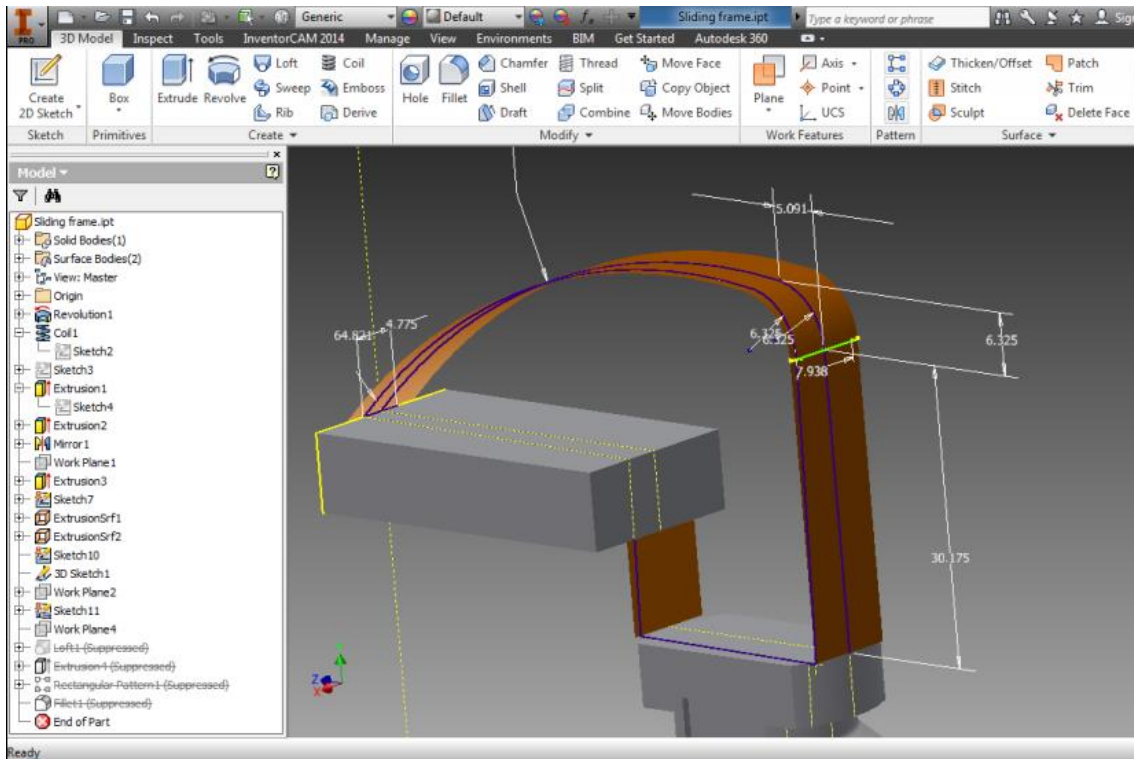 PRO
Generic
Default
Sliding frame.ipt
Type a keyword or phrase
3D Model Inspect Tools InventorCAM 2014 Manage View Environments BIM Get Started Autodesk 360
Create
2D Sketch
Box
Extrude Revolve
Loft
Sweep
Rib
Coil
Emboss
Derive
Hole Fillet
Chamfer
Shell
Draft
Thread
Split
Combine
Move Face
Copy Object
Move Bodies
Plane
Axis
Point
UCS
Thicken/Offset
Stitch
Sculpt
Patch
Trim
Delete Face
Sketch Primitives Create Modify Work Features Pattern Surface
Model
Sliding frame.ipt
Solid Bodies(1)
Surface Bodies(2)
View: Master
Origin
Revolution1
Coil1
Sketch2
Sketch3
Extrusion1
Sketch4
Extrusion2
Mirror1
Work Plane1
Extrusion3
Sketch7
ExtrusionSrf1
ExtrusionSrf2
Sketch10
3D Sketch1
Work Plane2
Sketch11
Work Plane4
Loft1 (Suppressed)
Extrusion4 (Suppressed)
Rectangular Pattern1 (Suppressed)
Fillet1 (Suppressed)
End of Part
5.091
64.821
4.775
6.325
6.325
6.325
7.938
30.175
Z
X
Ready